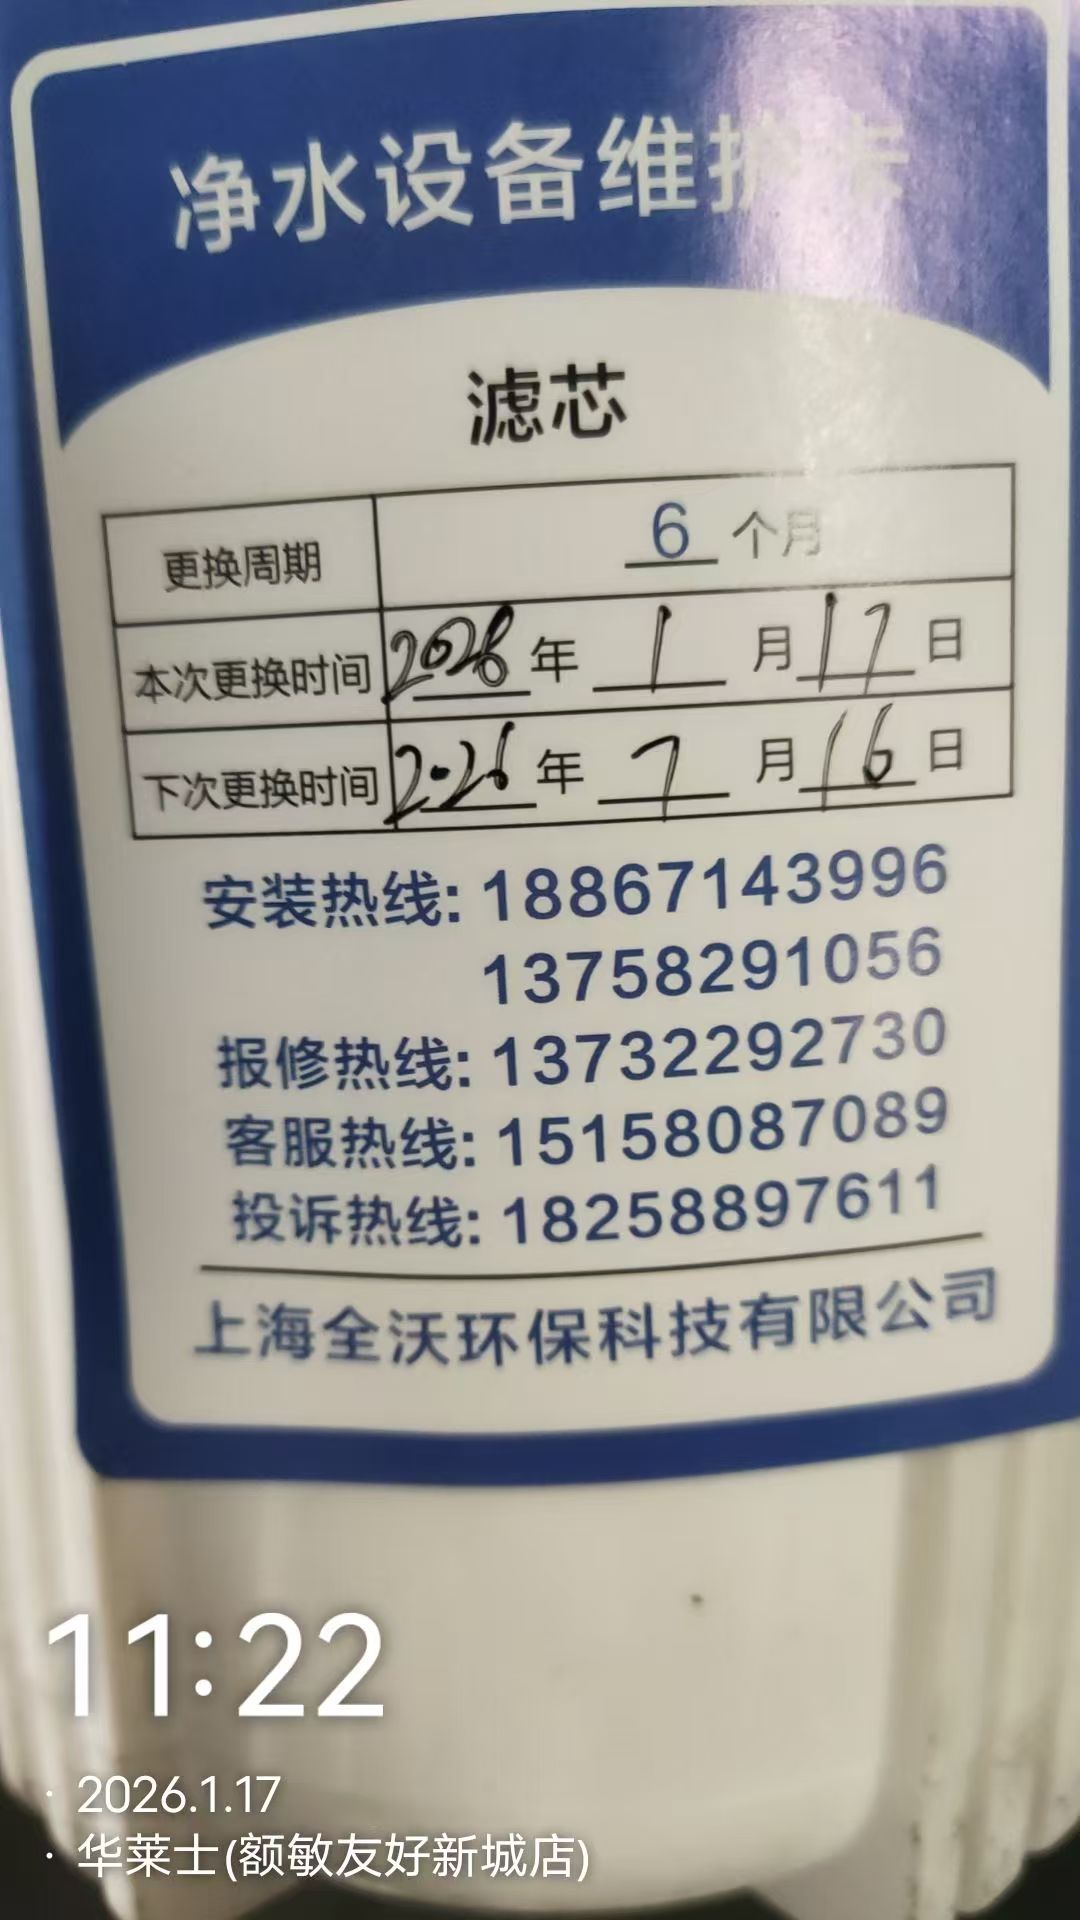 净水设备维护卡
滤芯
更换周期 6 个月
本次更换时间 2026 年 1 月 17 日
下次更换时间 2026 年 7 月 16 日
安装热线: 18867143996
13758291056
报修热线: 13732292730
客服热线: 15158087089
投诉热线: 18258897611
上海全沃环保科技有限公司
11:22
· 2026.1.17
· 华莱士(额敏友好新城店)